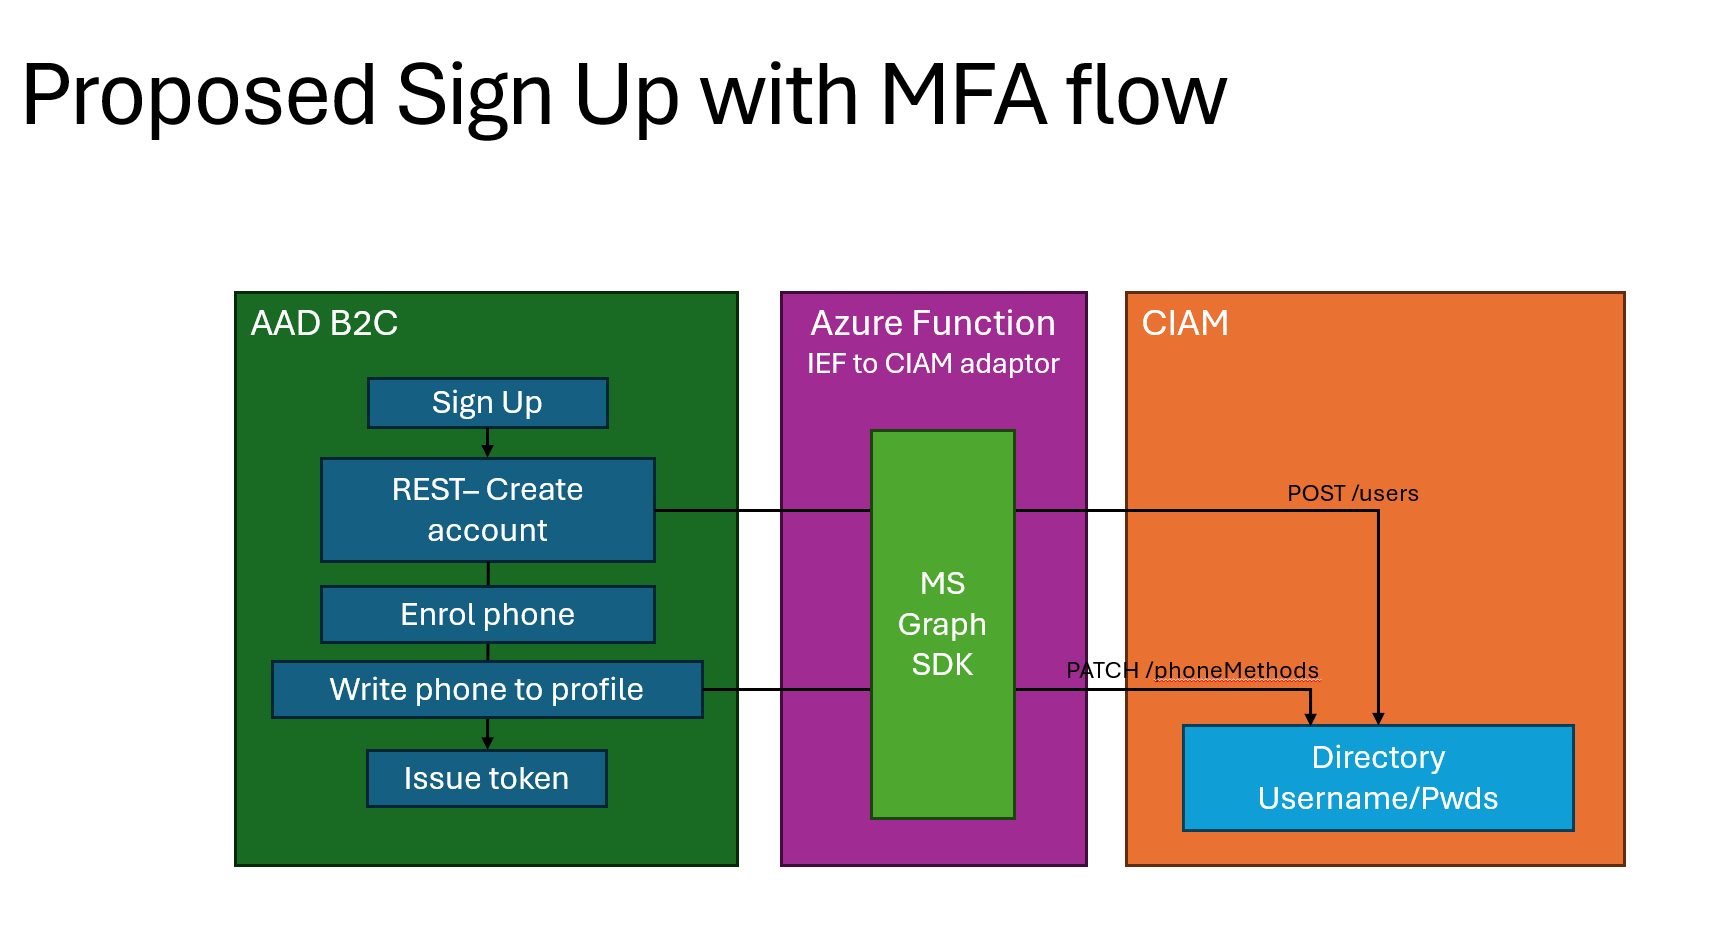 Proposed Sign Up with MFA flow
AAD B2C
Sign Up
REST– Create
account
Enrol phone
Write phone to profile
Issue token
Azure Function
IEF to CIAM adaptor
MS
Graph
SDK
CIAM
POST /users
PATCH /phoneMethods
Directory
Username/Pwds